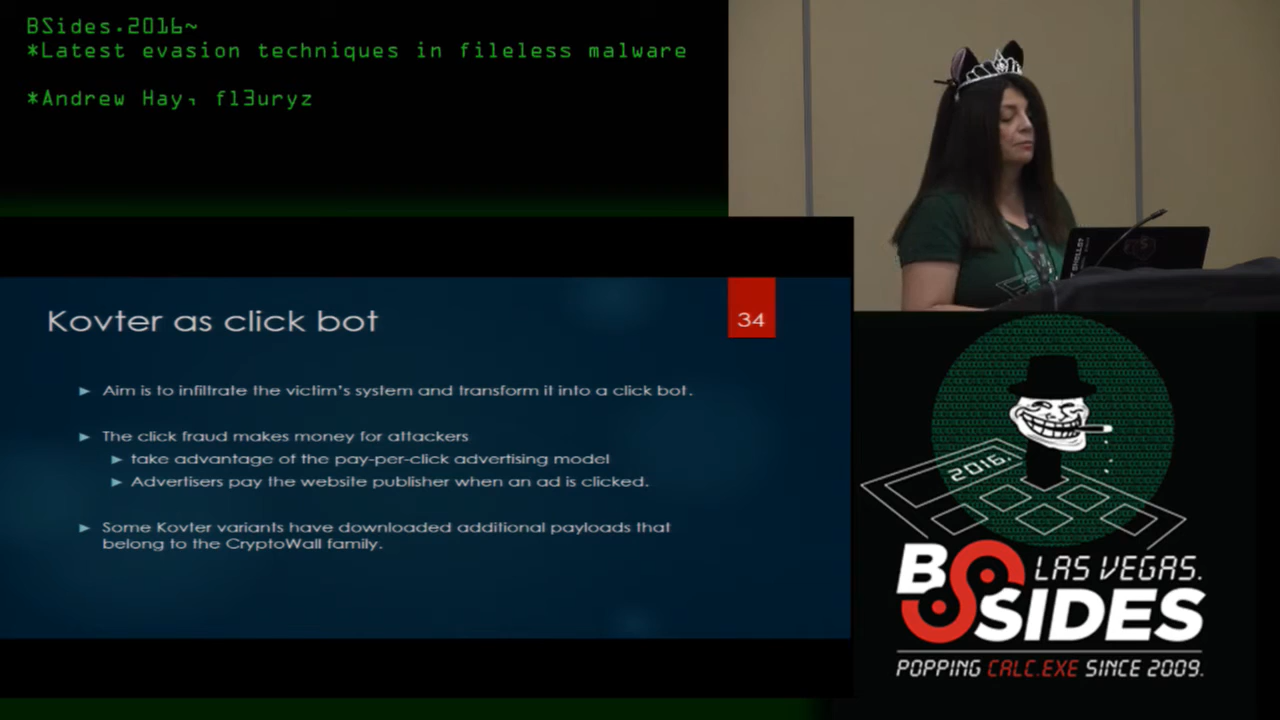 BSides.2016~
*Latest evasion techniques in fileless malware
*Andrew Hay, fl3uryz
Kovter as click bot
34
Aim is to infiltrate the victim's system and transform it into a click bot.
The click fraud makes money for attackers
take advantage of the pay-per-click advertising model
Advertisers pay the website publisher when an ad is clicked.
Some Kovter variants have downloaded additional payloads that
belong to the CryptoWall family.
2016.
BSIDES
LAS VEGAS.
POPPING CALC.EXE SINCE 2009.